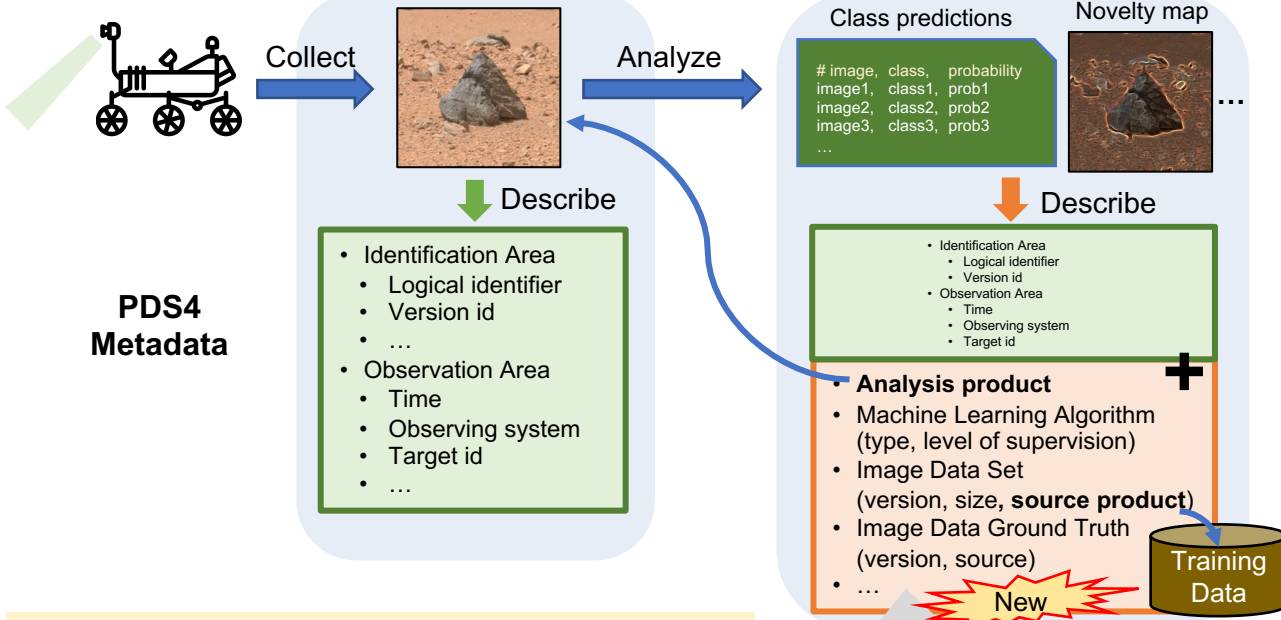 Collect
Analyze
Class predictions
Novelty map
# image, class, probability
image1, class1, prob1
image2, class2, prob2
image3, class3, prob3
…
...
Describe
Describe
PDS4
Metadata
• Identification Area
• Logical identifier
• Version id
• …
• Observation Area
• Time
• Observing system
• Target id
• …
• Identification Area
• Logical identifier
• Version id
• Observation Area
• Time
• Observing system
• Target id
+
• Analysis product
• Machine Learning Algorithm
(type, level of supervision)
• Image Data Set
(version, size, source product)
• Image Data Ground Truth
(version, source)
• …
New
Training
Data